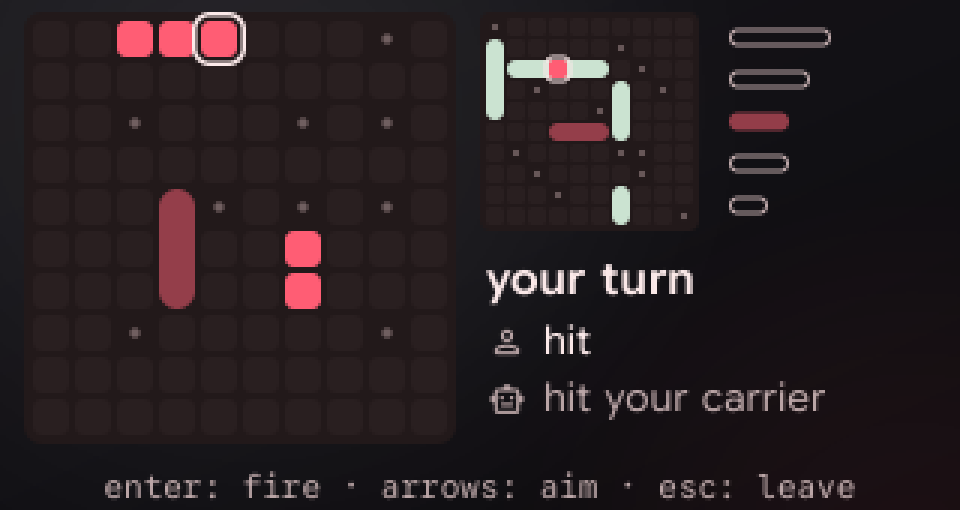 your turn
hit
hit your carrier
enter: fire · arrows: aim · esc: leave